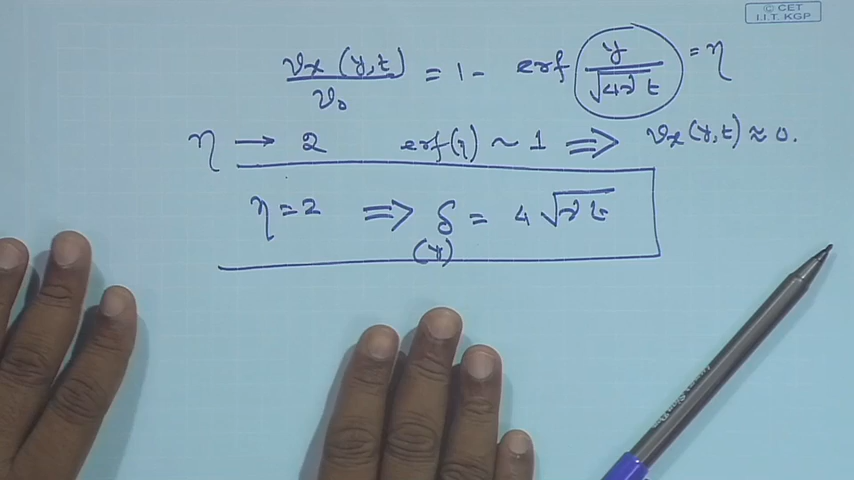 © CET
I.I.T. KGP
vx(y,t)/v0 = 1 - erf y/√4νt = η
η → 2 erf(η) ~ 1 ⇒ vx(y,t) ≈ 0.
η = 2 ⇒ δ = 4√νt
(y)